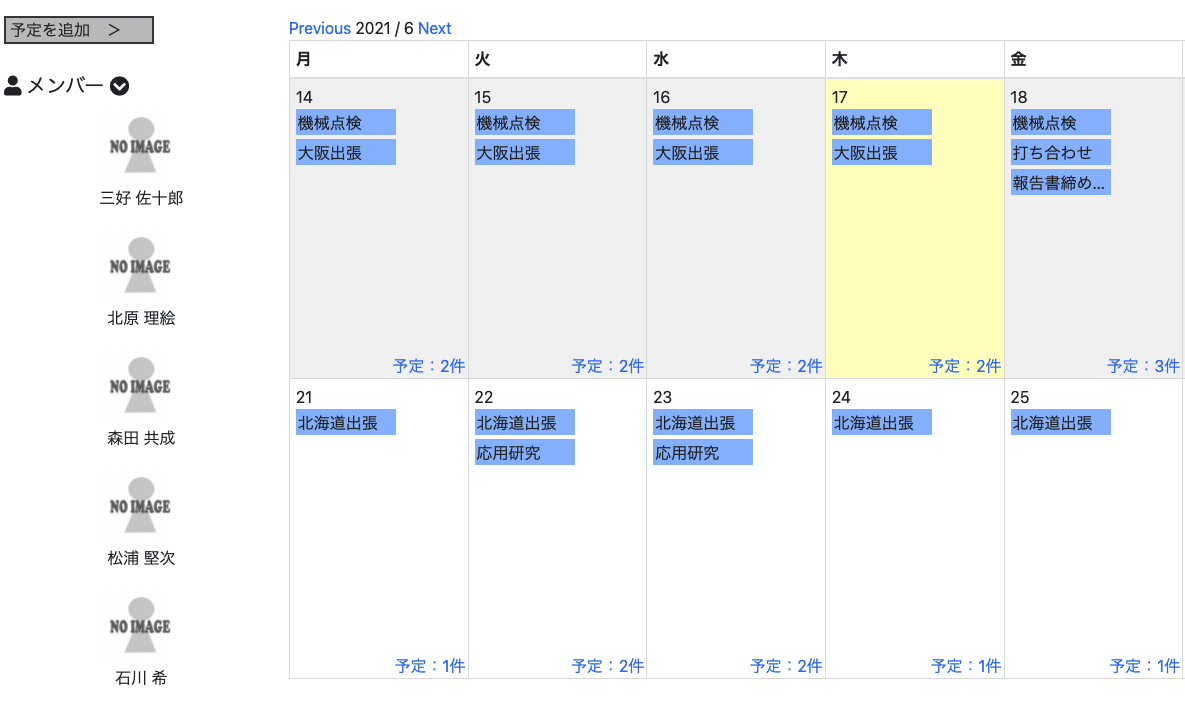 予定を追加 ＞
メンバー
NO IMAGE
三好 佐十郎
NO IMAGE
北原 理絵
NO IMAGE
森田 共成
NO IMAGE
松浦 堅次
NO IMAGE
石川 希
Previous 2021 / 6 Next
月 火 水 木 金
14 15 16 17 18
機械点検 機械点検 機械点検 機械点検 機械点検
大阪出張 大阪出張 大阪出張 大阪出張 打ち合わせ
報告書締め...
予定：2件 予定：2件 予定：2件 予定：2件 予定：3件
21 22 23 24 25
北海道出張 北海道出張 北海道出張 北海道出張 北海道出張
応用研究 応用研究
予定：1件 予定：2件 予定：2件 予定：1件 予定：1件